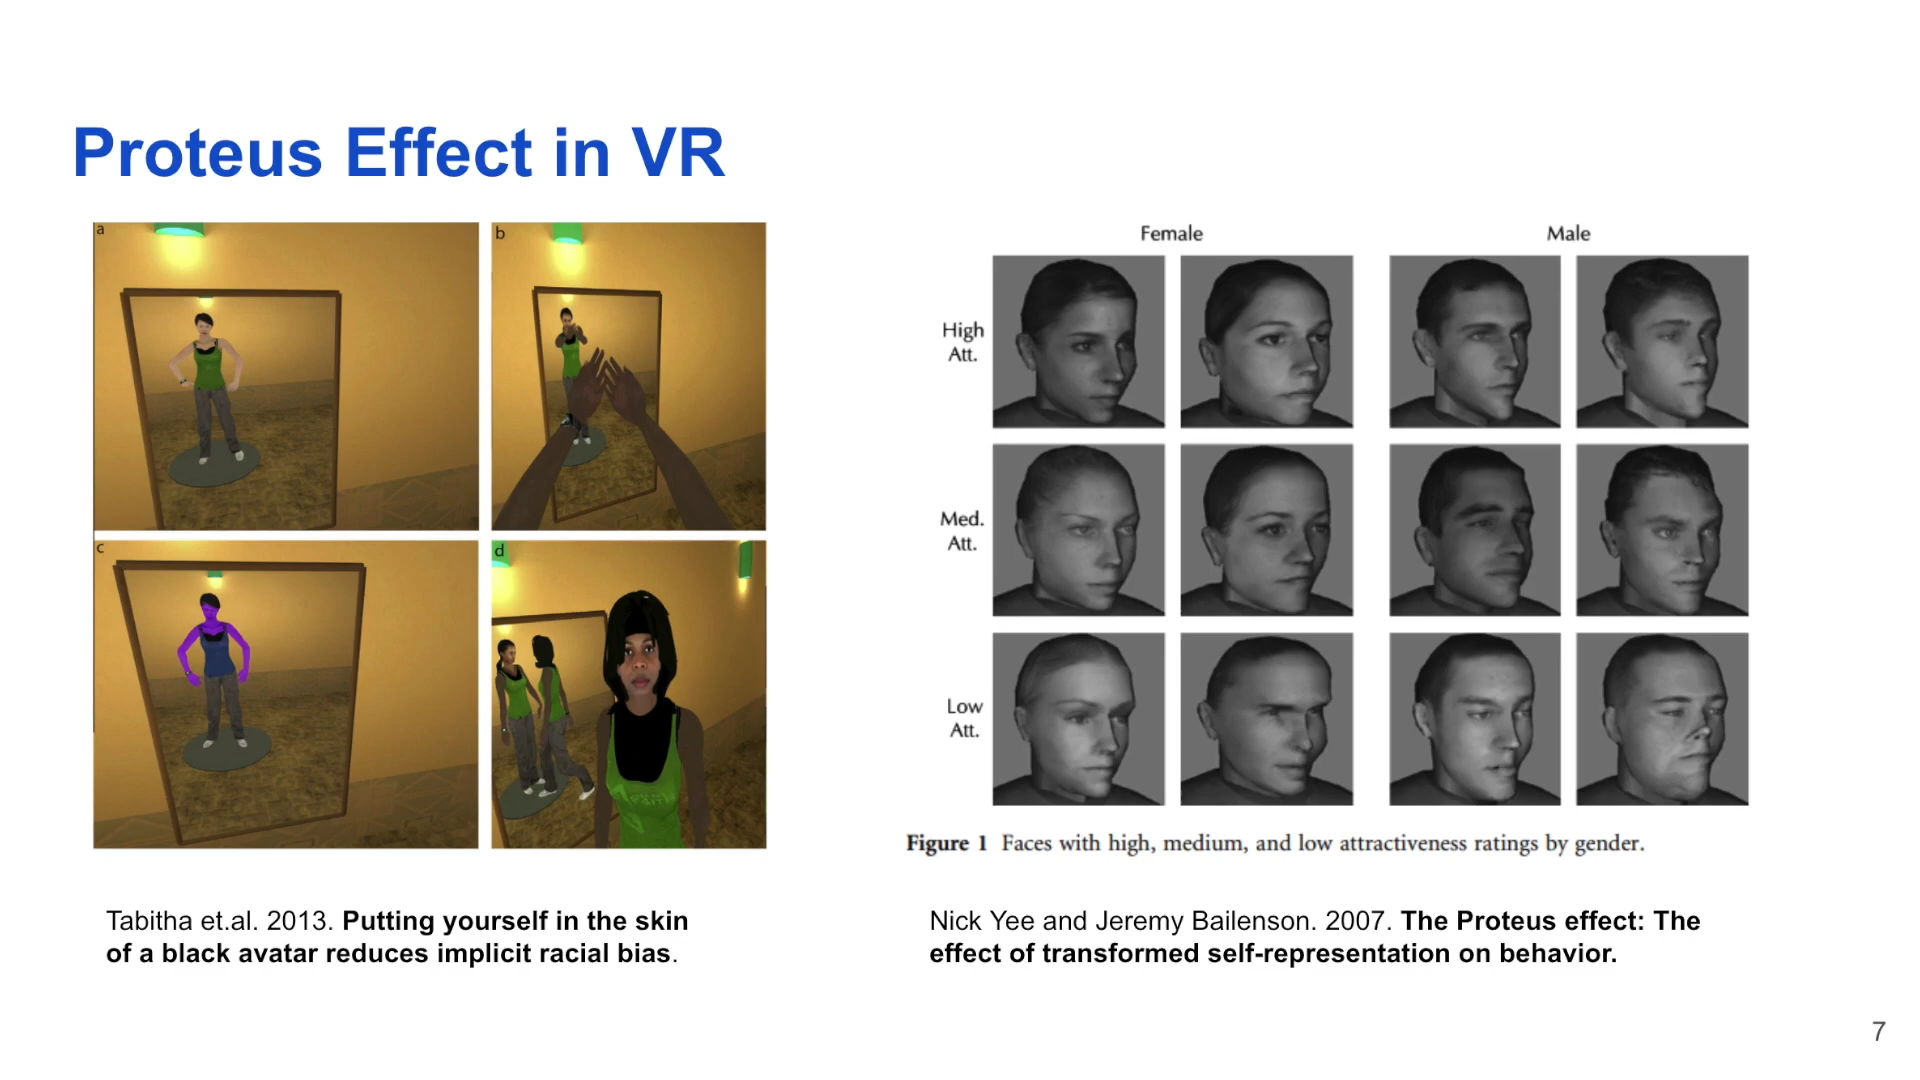 Proteus Effect in VR
a
b
c
d
Tabitha et.al. 2013. Putting yourself in the skin
of a black avatar reduces implicit racial bias.
Female
Male
High
Att.
Med.
Att.
Low
Att.
Figure 1 Faces with high, medium, and low attractiveness ratings by gender.
Nick Yee and Jeremy Bailenson. 2007. The Proteus effect: The
effect of transformed self-representation on behavior.
7